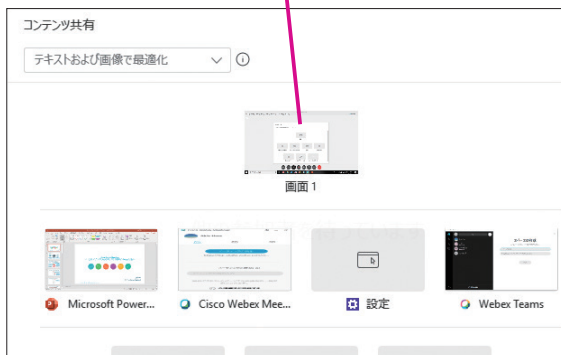 コンテンツ共有
テキストおよび画像で最適化
画面 1
Microsoft Power...
Cisco Webex Mee...
設定
Webex Teams